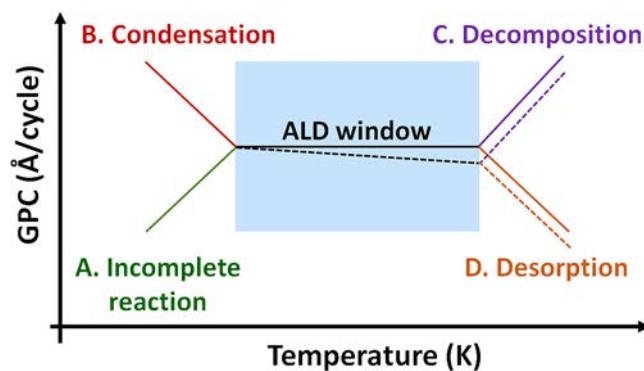 B. Condensation
C. Decomposition
ALD window
GPC (Å/cycle)
A. Incomplete
reaction
D. Desorption
Temperature (K)